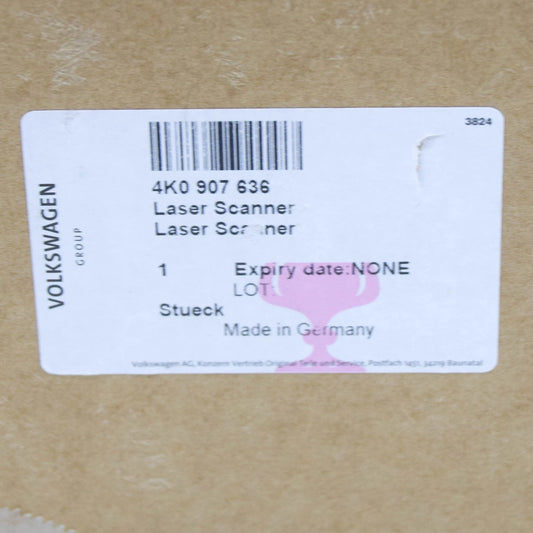 3824
VOLKSWAGEN
GROUP
4K0 907 636
Laser Scanner
Laser Scanner
1 Expiry date:NONE
LOT:
Stueck
Made in Germany
Volkswagen AG, Konzern Vertrieb Original Teile und Service, Postfach 1451, 34219 Baunatal